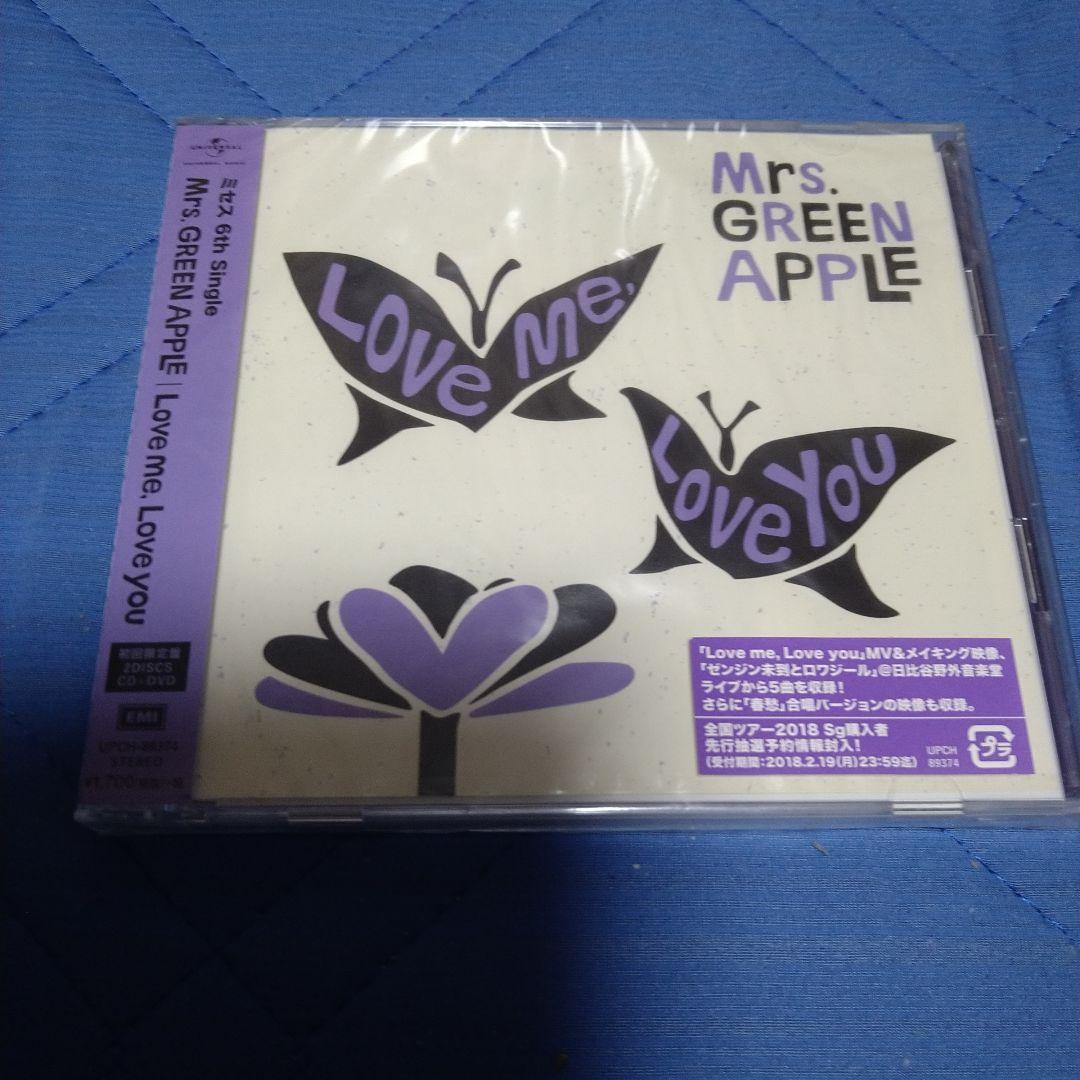 UNIVERSAL
UNIVERSAL MUSIC
ミセス 6th Single
Mrs. GREEN APPLE | Love me, Love you
初回限定盤
2DISCS
CD+DVD
EMI
UPCH-89374
STEREO
Mrs.
GREEN
APPLE
Love me,
Love You
「Love me, Love you」MV&メイキング映像、
「ゼンジン未到とロワジール」@日比谷野外音楽堂
ライブから5曲を収録！
さらに「春愁」合唱バージョンの映像も収録。
全国ツアー2018 Sg購入者
先行抽選予約情報封入！
(受付期間:2018.2.19(月)23:59迄)
UPCH
89374
プラ